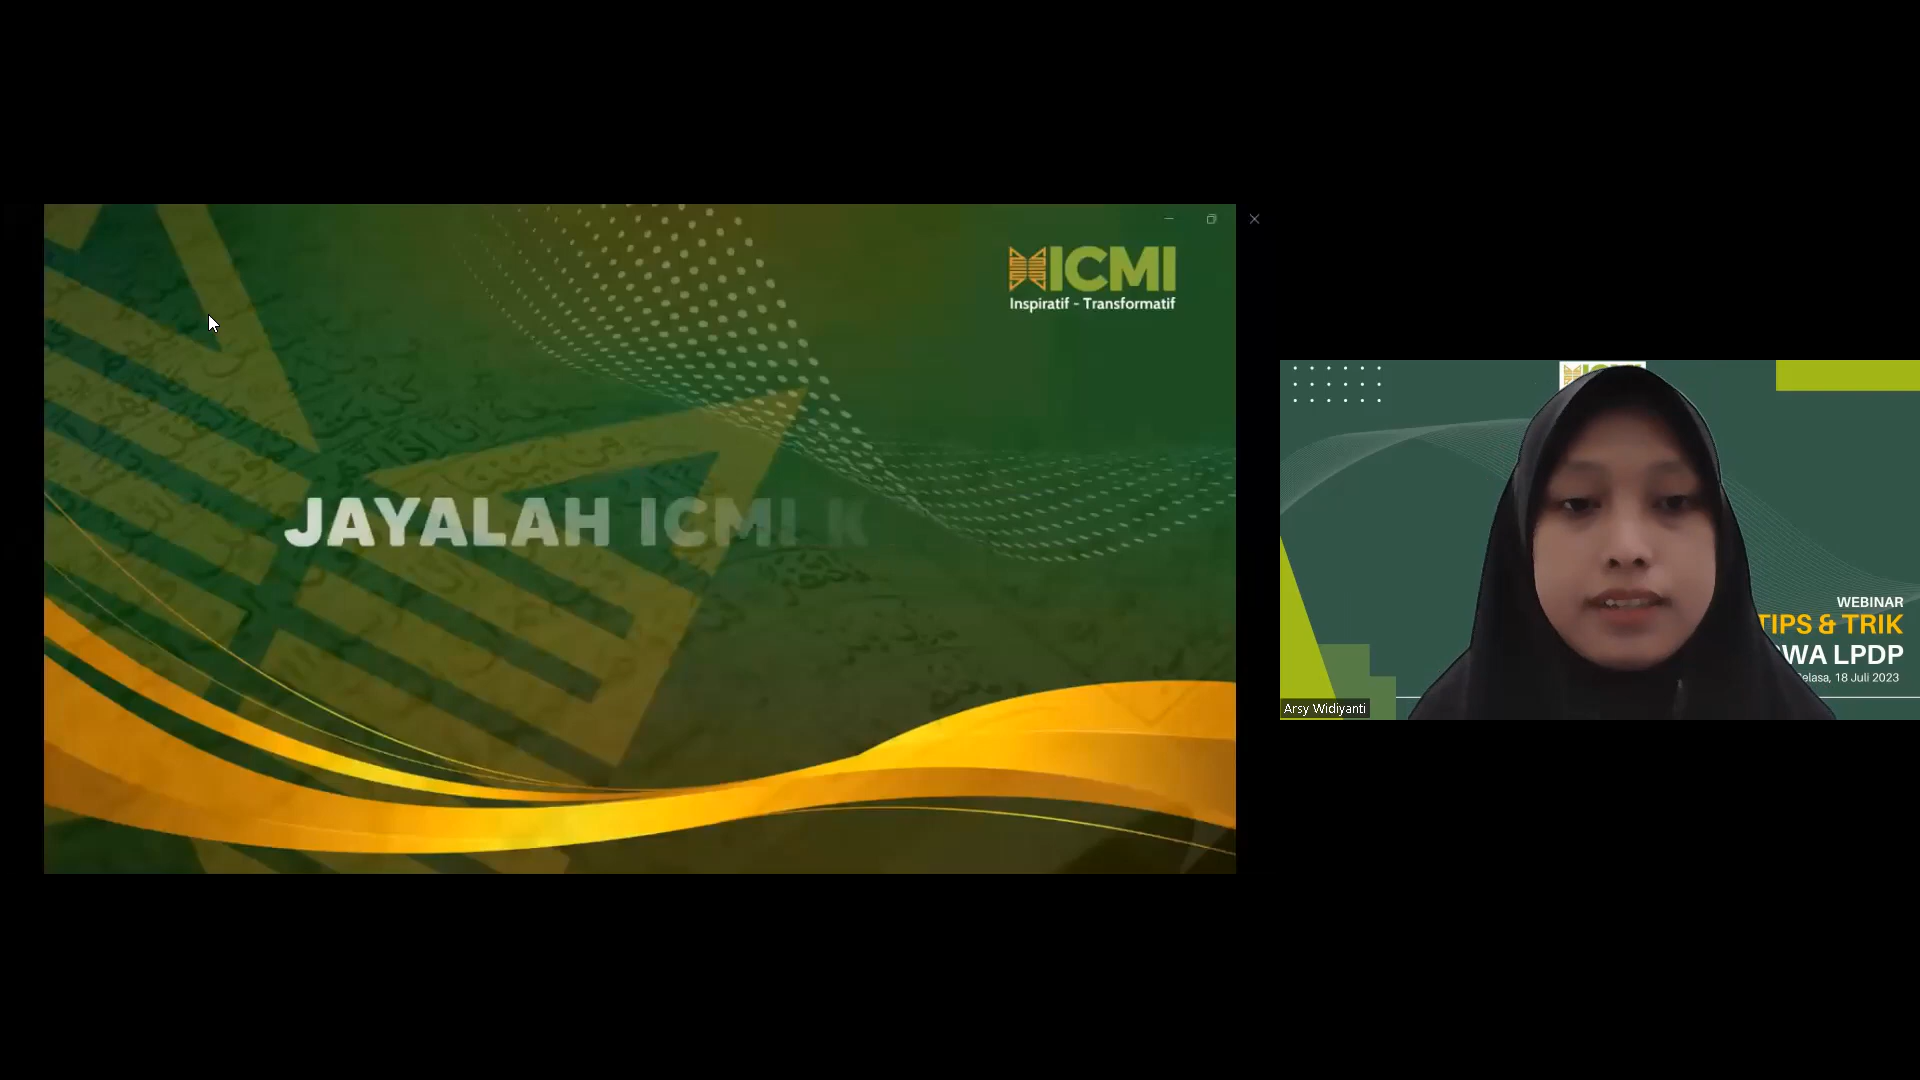 ICMI
Inspiratif - Transformatif
JAYALAH ICMI K
WEBINAR
TIPS & TRIK
WA LPDP
elasa, 18 Juli 2023
Arsy Widiyanti